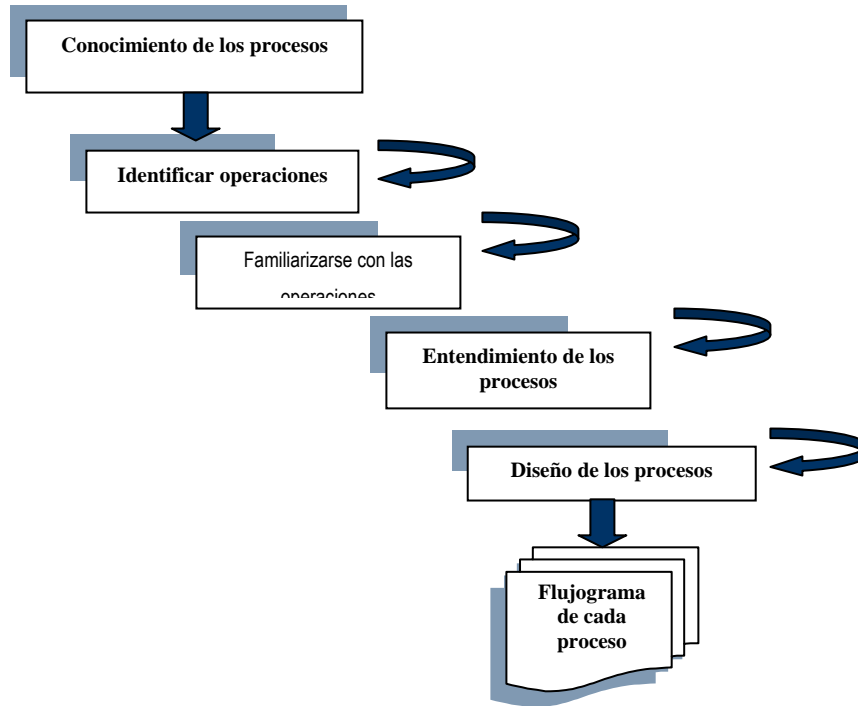 Conocimiento de los procesos
Identificar operaciones
Familiarizarse con las
operaciones
Entendimiento de los
procesos
Diseño de los procesos
Flujograma
de cada
proceso